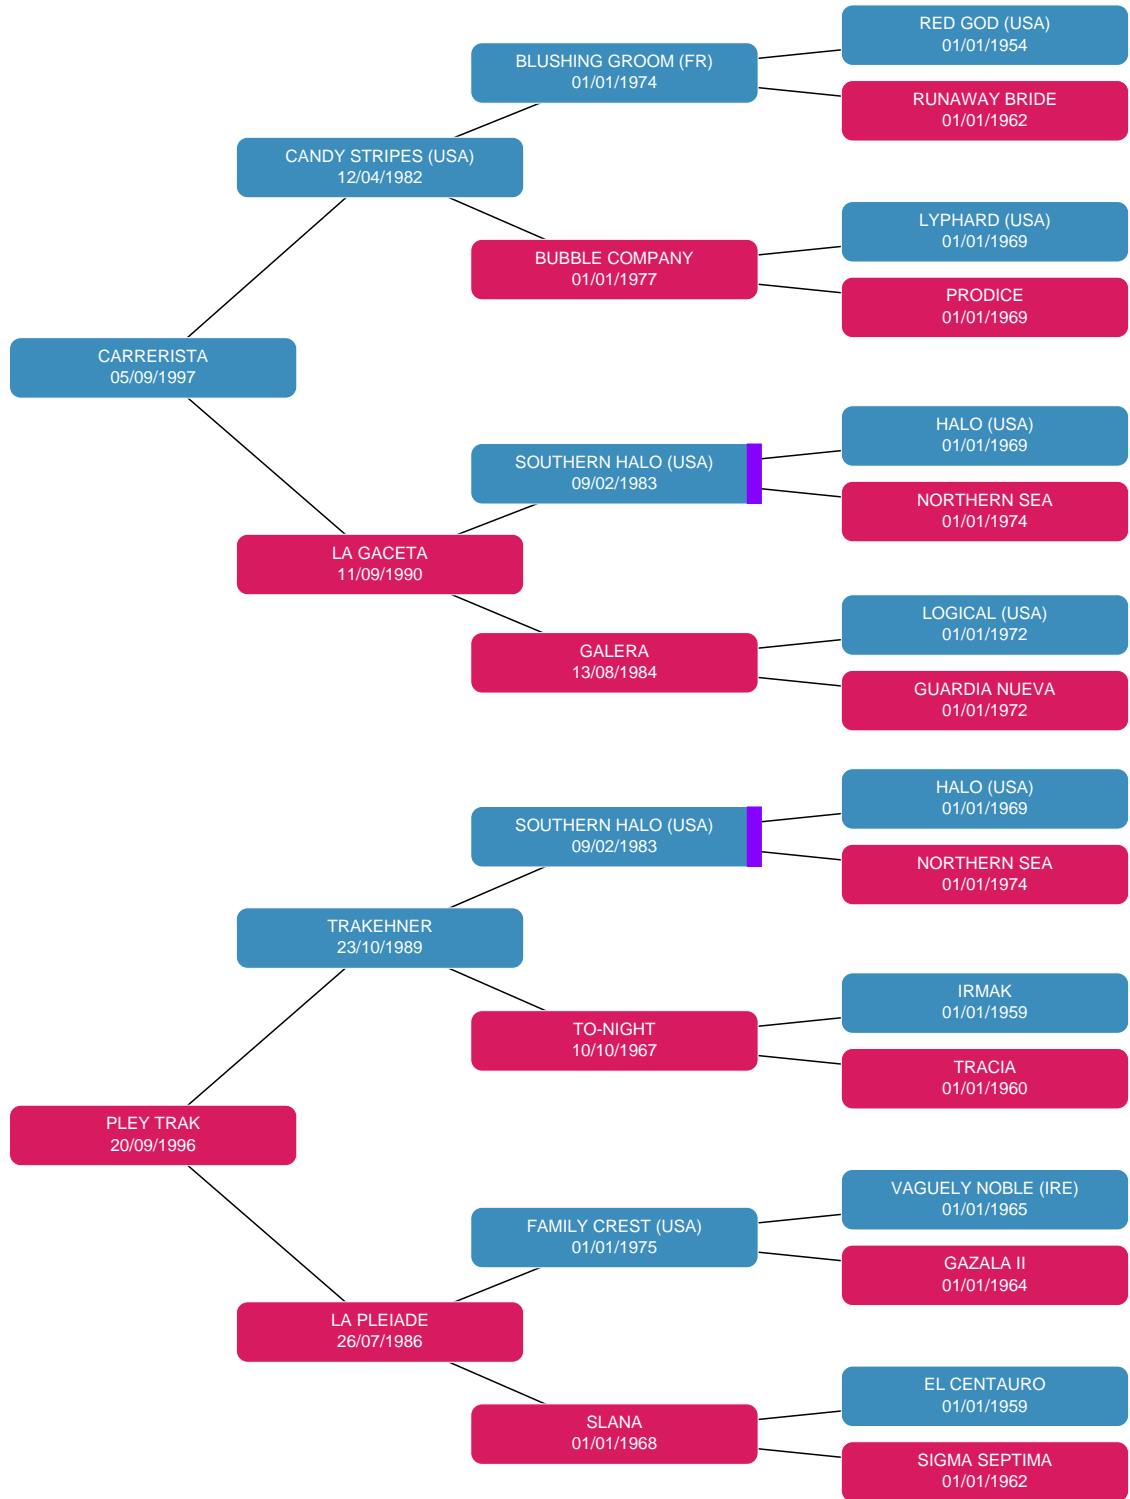 RED GOD (USA)
01/01/1954
BLUSHING GROOM (FR)
01/01/1974
RUNAWAY BRIDE
01/01/1962
CANDY STRIPES (USA)
12/04/1982
LYPHARD (USA)
01/01/1969
BUBBLE COMPANY
01/01/1977
PRODICE
01/01/1969
CARRERISTA
05/09/1997
HALO (USA)
01/01/1969
SOUTHERN HALO (USA)
09/02/1983
NORTHERN SEA
01/01/1974
LA GACETA
11/09/1990
LOGICAL (USA)
01/01/1972
GALERA
13/08/1984
GUARDIA NUEVA
01/01/1972
HALO (USA)
01/01/1969
SOUTHERN HALO (USA)
09/02/1983
NORTHERN SEA
01/01/1974
TRAKEHNER
23/10/1989
IRMAK
01/01/1959
TO-NIGHT
10/10/1967
TRACIA
01/01/1960
PLEY TRAK
20/09/1996
VAGUELY NOBLE (IRE)
01/01/1965
FAMILY CREST (USA)
01/01/1975
GAZALA II
01/01/1964
LA PLEIADE
26/07/1986
EL CENTAURO
01/01/1959
SLANA
01/01/1968
SIGMA SEPTIMA
01/01/1962